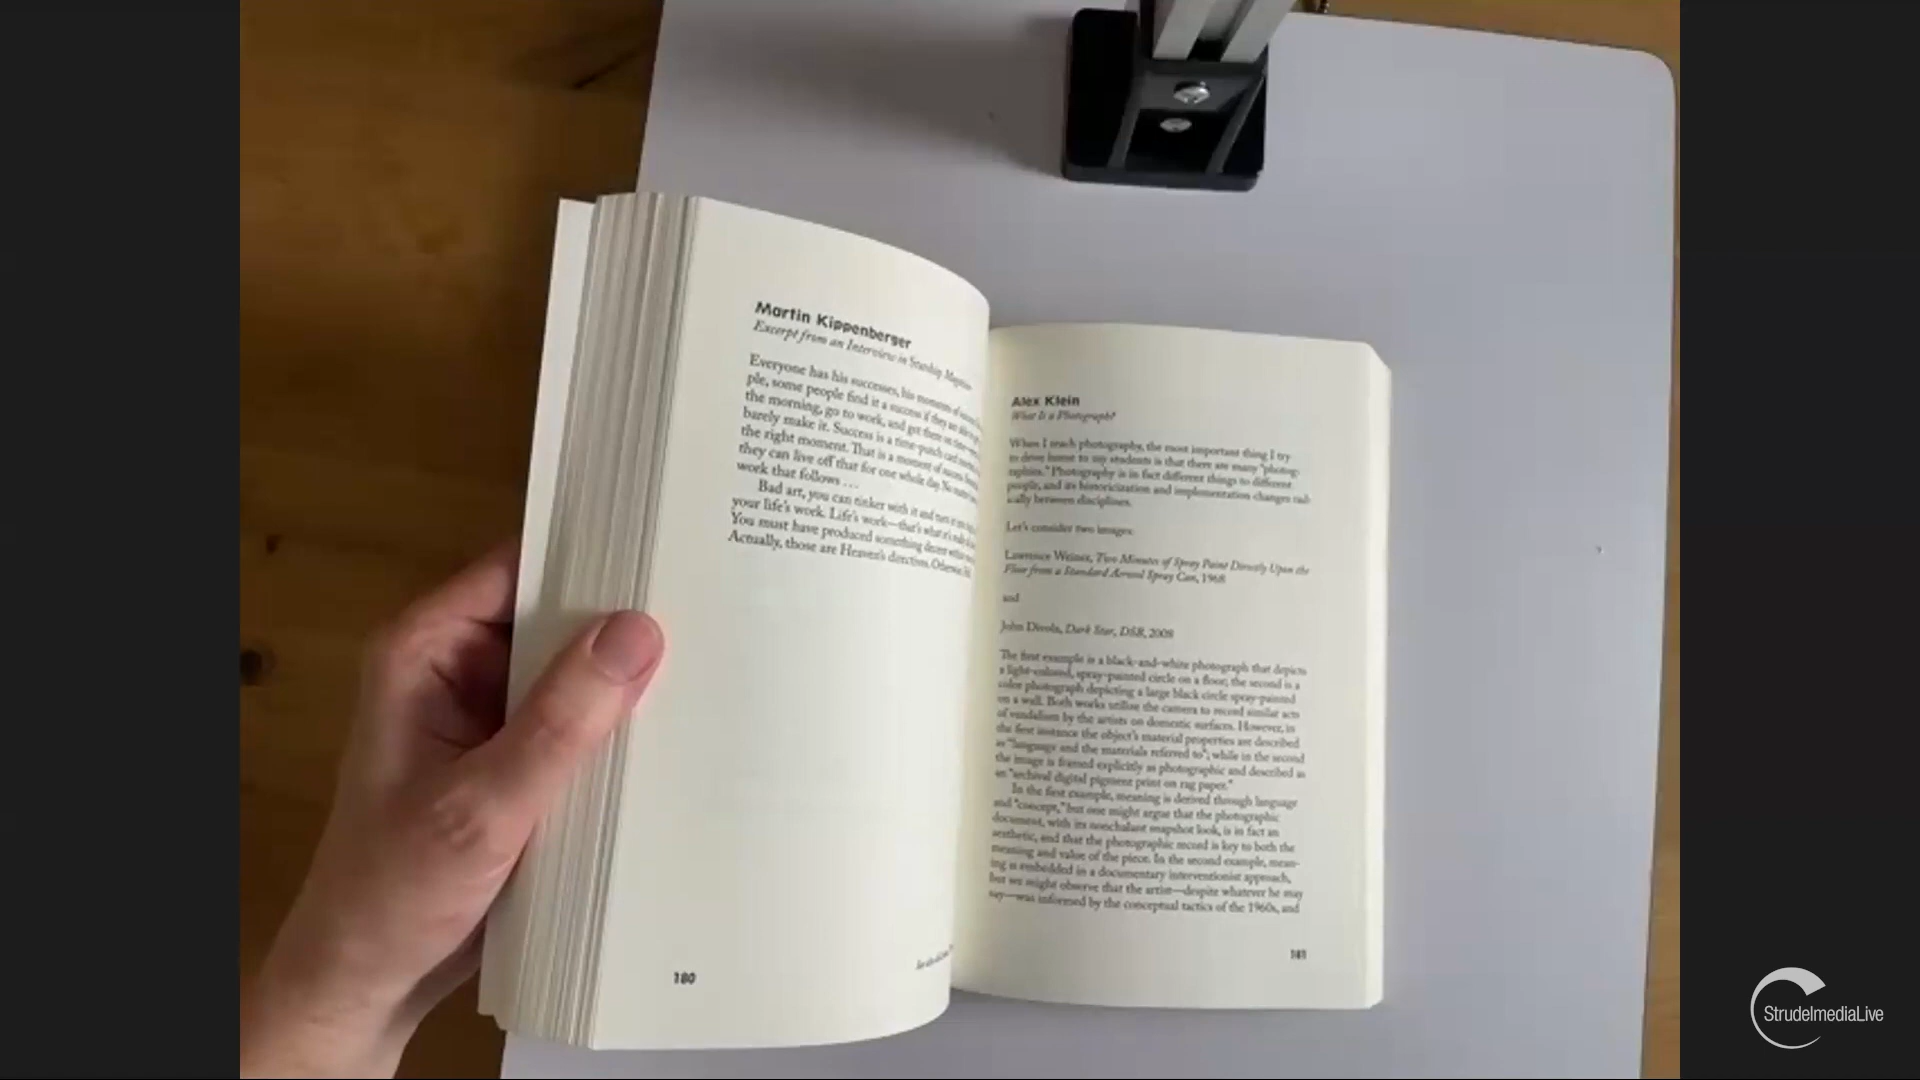 Martin Kippenberger
Excerpt from an Interview in Starship Magazine
Everyone has his successes, his moments of
ple, some people find it a success if they are able to
the morning, go to work, and get there on time
barely make it. Success is a time-punch card
the right moment. That is a moment of success.
they can live off that for one whole day. No matter
work that follows ...
Bad art, you can tinker with it and turn it into
your life's work. Life's work—that's what
You must have produced something decent within
Actually, those are Heaven's directives. Otherwise
180
Alex Klein
What Is a Photograph?
When I teach photography, the most important thing I try
to drive home to my students is that there are many "photog-
raphies." Photography is in fact different things to different
people, and its historicization and implementation changes radi-
cally between disciplines.
Let's consider two images:
Lawrence Weiner, Two Minutes of Spray Paint Directly Upon the
Floor from a Standard Aerosol Spray Can, 1968
and
John Divola, Dark Star, DSB, 2008
The first example is a black-and-white photograph that depicts
a light-colored, spray-painted circle on a floor; the second is a
color photograph depicting a large black circle spray-painted
on a wall. Both works utilize the camera to record similar acts
of vandalism by the artists on domestic surfaces. However, in
the first instance the object's material properties are described
as "language and the materials referred to"; while in the second
the image is framed explicitly as photographic and described as
an "archival digital pigment print on rag paper."
In the first example, meaning is derived through language
and "concept," but one might argue that the photographic
document, with its nonchalant snapshot look, is in fact an
aesthetic, and that the photographic record is key to both the
meaning and value of the piece. In the second example, mean-
ing is embedded in a documentary interventionist approach,
but we might observe that the artist—despite whatever he may
say—was informed by the conceptual tactics of the 1960s, and
181
StrudelmediaLive